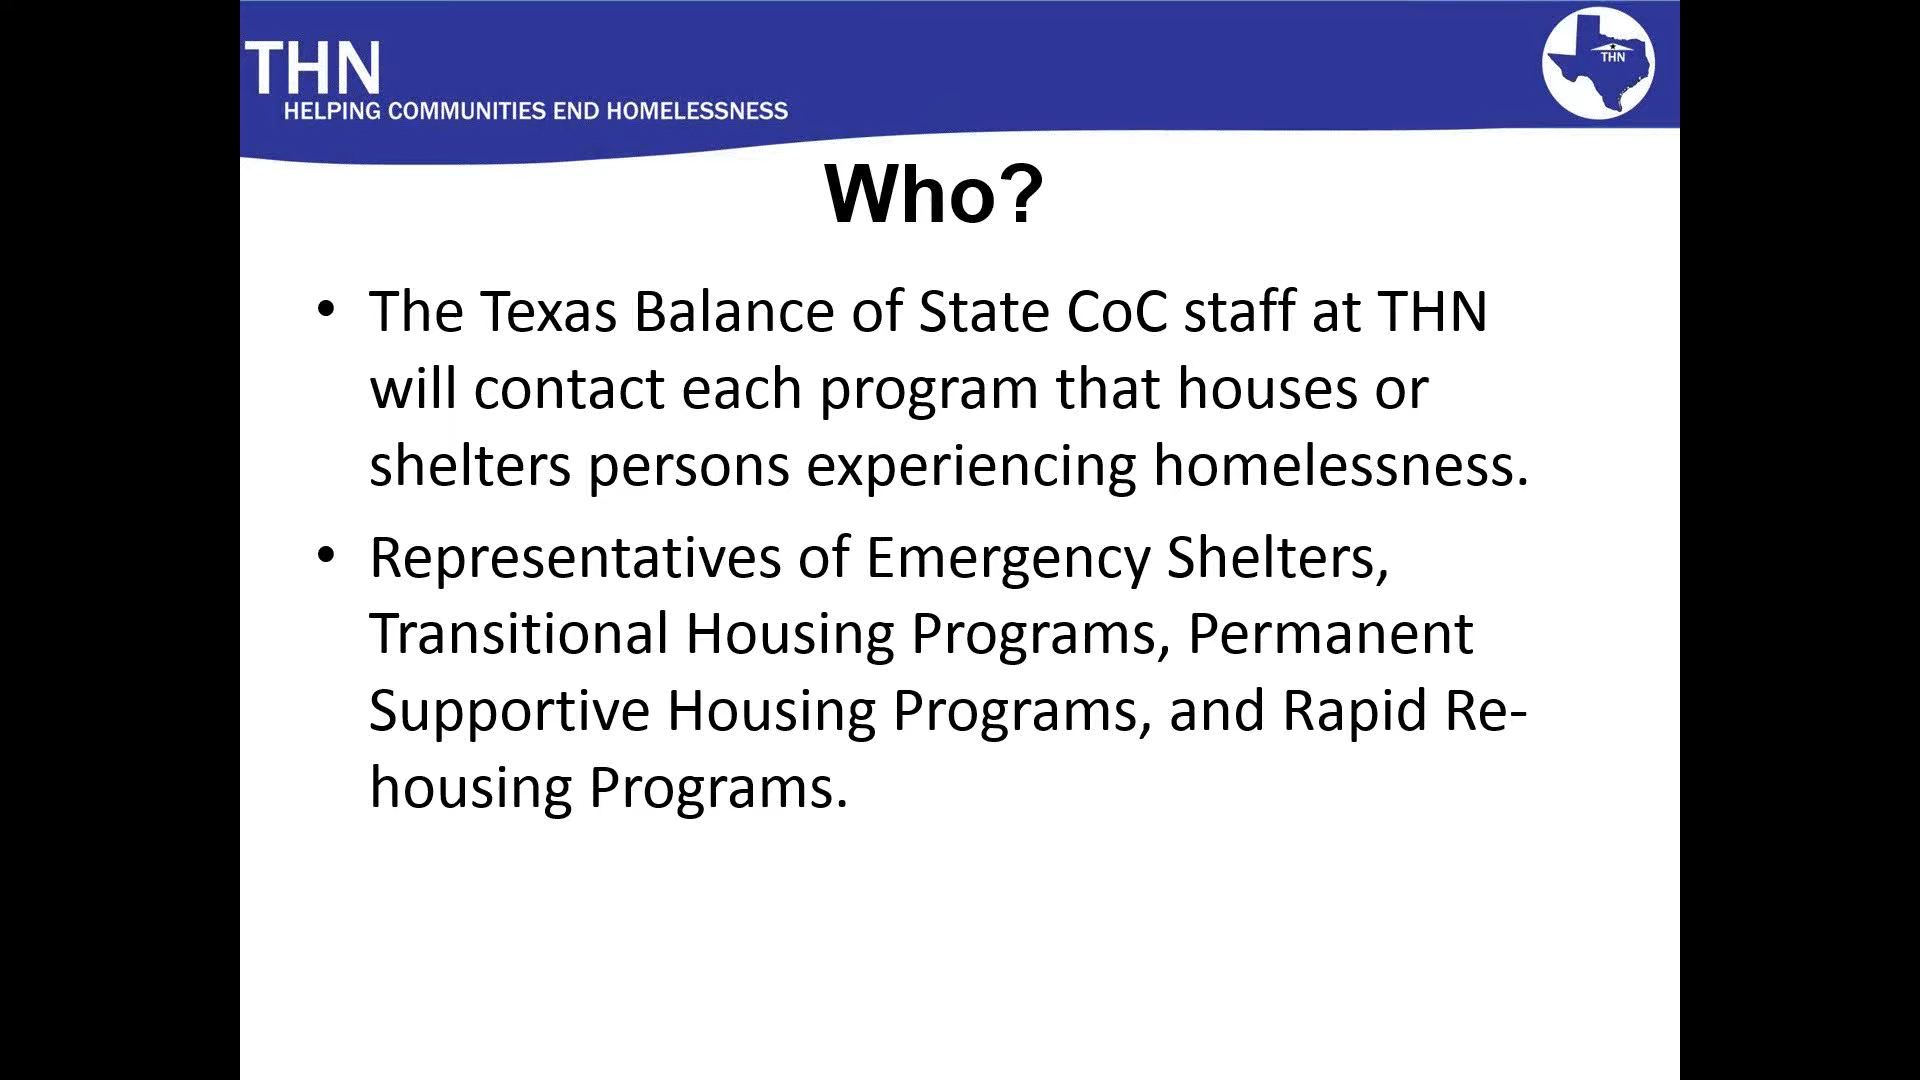 THN
HELPING COMMUNITIES END HOMELESSNESS
THN
Who?
• The Texas Balance of State CoC staff at THN
will contact each program that houses or
shelters persons experiencing homelessness.
• Representatives of Emergency Shelters,
Transitional Housing Programs, Permanent
Supportive Housing Programs, and Rapid Re-
housing Programs.